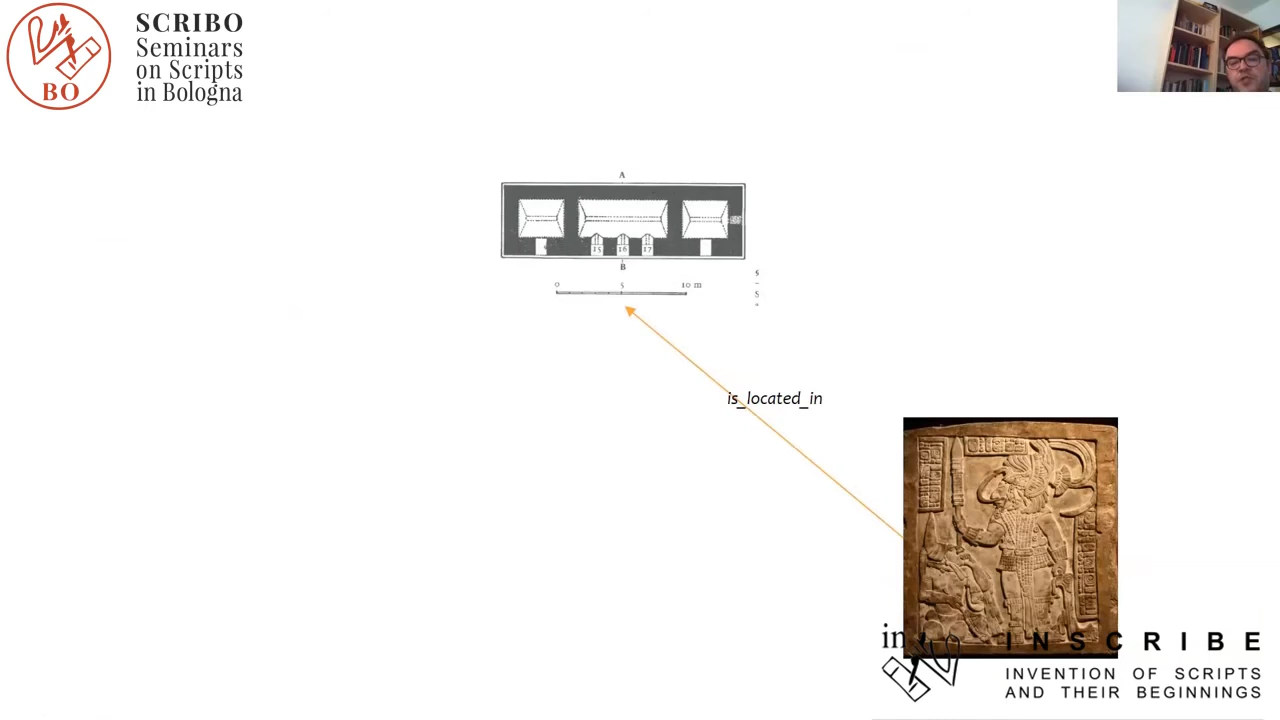 SCRIBO
Seminars
on Scripts
in Bologna
BO
A
15 16 17
B
0 5 10 m
is_located_in
in
INSCRIBE
INVENTION OF SCRIPTS
AND THEIR BEGINNINGS